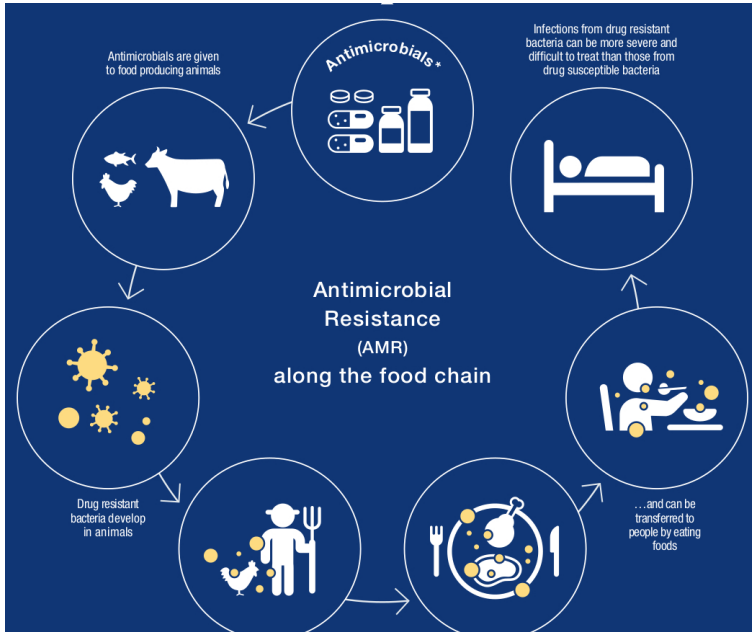 Antimicrobials*
Antimicrobials are given
to food producing animals
Infections from drug resistant
bacteria can be more severe and
difficult to treat than those from
drug susceptible bacteria
Antimicrobial
Resistance
(AMR)
along the food chain
Drug resistant
bacteria develop
in animals
…and can be
transferred to
people by eating
foods